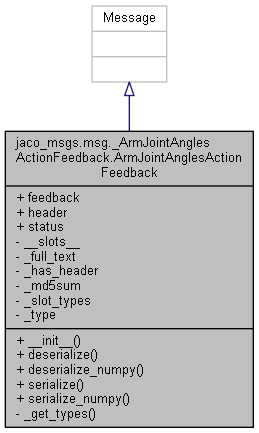 Message
jaco_msgs.msg._ArmJointAngles
ActionFeedback.ArmJointAnglesAction
Feedback
+ feedback
+ header
+ status
- __slots__
- _full_text
- _has_header
- _md5sum
- _slot_types
- _type
+ __init__()
+ deserialize()
+ deserialize_numpy()
+ serialize()
+ serialize_numpy()
- _get_types()